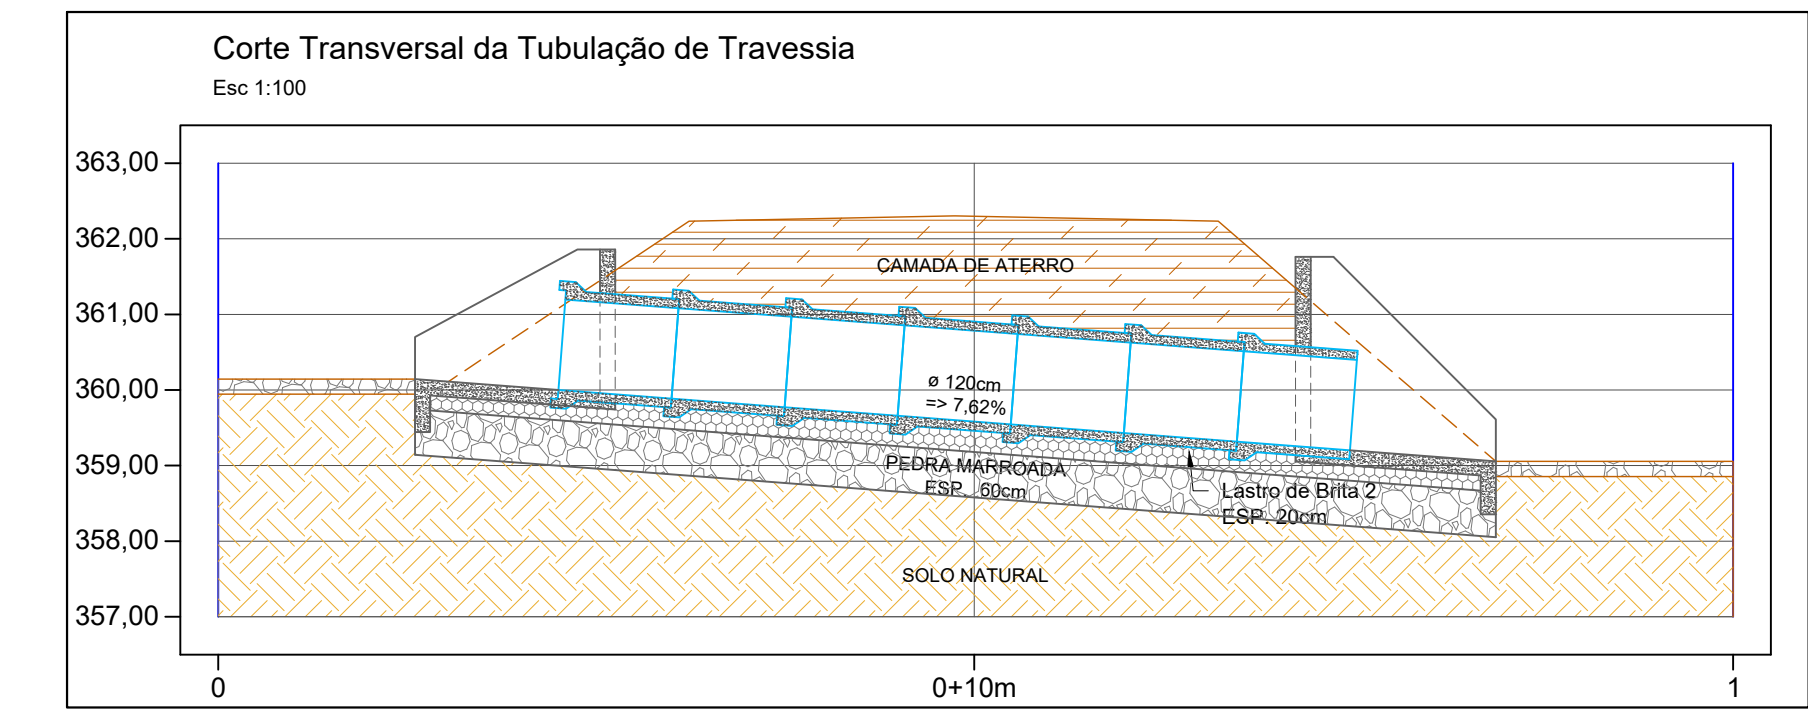 Corte Transversal da Tubulação de Travessia
Esc 1:100
363,00
362,00
361,00
360,00
359,00
358,00
357,00
CAMADA DE ATERRO
ø 120cm
=> 7,62%
PEDRA MARROADA
ESP. 60cm
Lastro de Brita 2
ESP. 20cm
SOLO NATURAL
0
0+10m
1